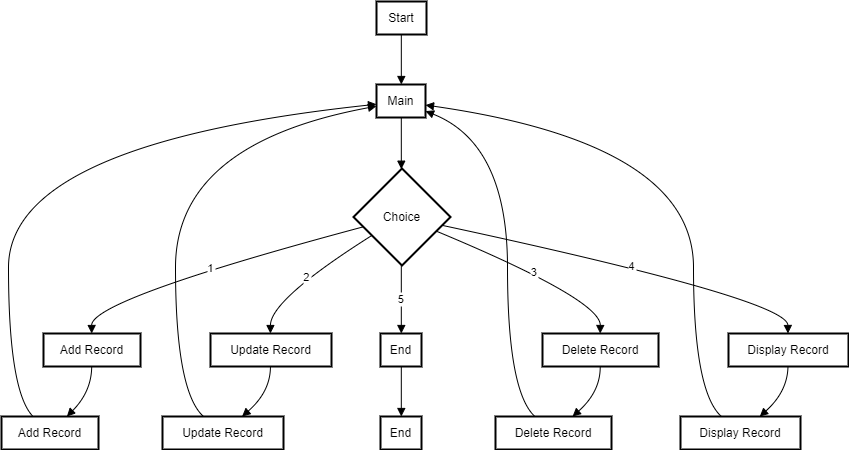 Start
Main
Choice
1
2
5
3
4
Add Record
Update Record
End
Delete Record
Display Record
Add Record
Update Record
End
Delete Record
Display Record